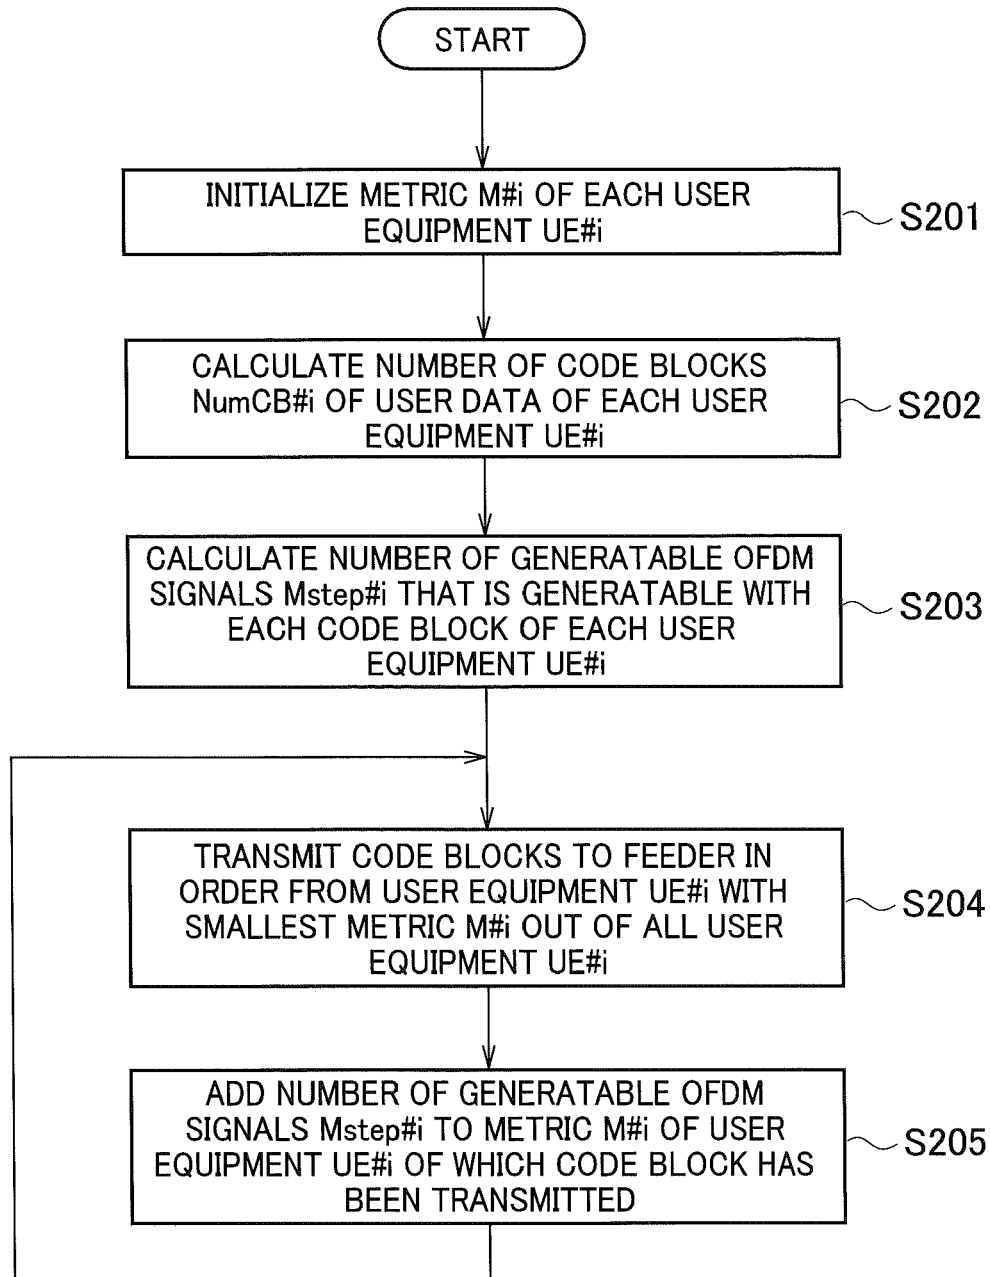 START
INITIALIZE METRIC M#i OF EACH USER
EQUIPMENT UE#i
S201
CALCULATE NUMBER OF CODE BLOCKS
NumCB#i OF USER DATA OF EACH USER
EQUIPMENT UE#i
S202
CALCULATE NUMBER OF GENERATABLE OFDM
SIGNALS Mstep#i THAT IS GENERATABLE WITH
EACH CODE BLOCK OF EACH USER
EQUIPMENT UE#i
S203
TRANSMIT CODE BLOCKS TO FEEDER IN
ORDER FROM USER EQUIPMENT UE#i WITH
SMALLEST METRIC M#i OUT OF ALL USER
EQUIPMENT UE#i
S204
ADD NUMBER OF GENERATABLE OFDM
SIGNALS Mstep#i TO METRIC M#i OF USER
EQUIPMENT UE#i OF WHICH CODE BLOCK HAS
BEEN TRANSMITTED
S205